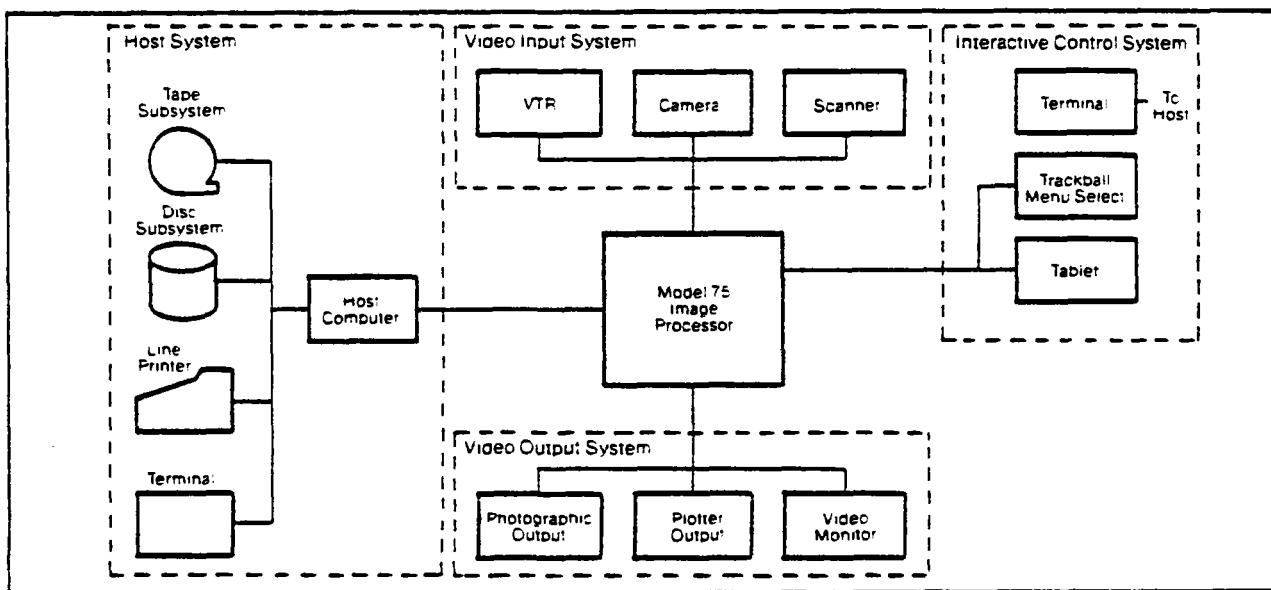 Host System
Tape
Subsystem
Disc
Subsystem
Line
Printer
Terminal
Host
Computer
Video Input System
VTR
Camera
Scanner
Model 75
Image
Processor
Video Output System
Photographic
Output
Plotter
Output
Video
Monitor
Interactive Control System
Terminal
To
Host
Trackball
Menu Select
Tablet